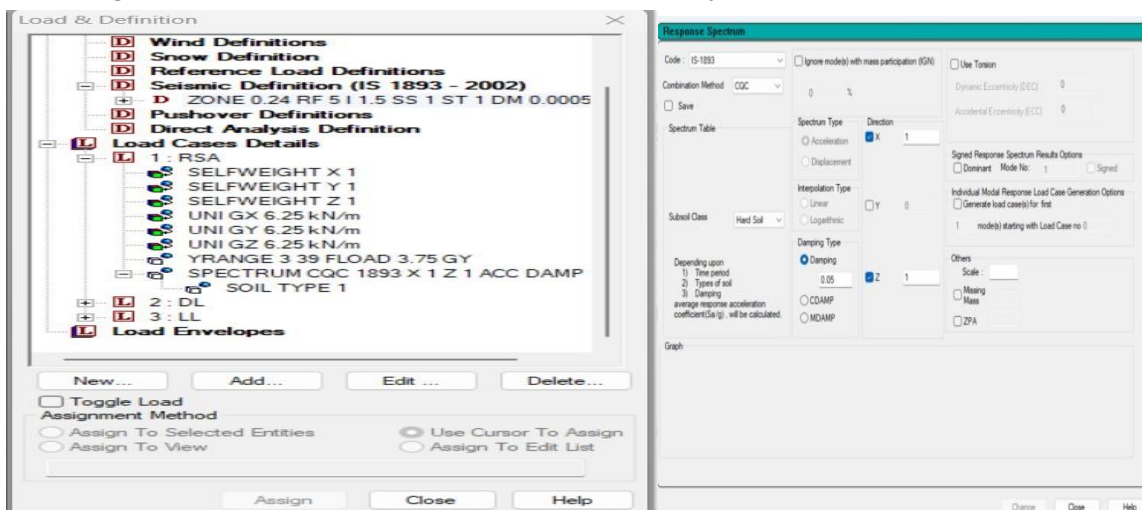 Load & Definition
Wind Definitions
Snow Definition
Reference Load Definitions
Seismic Definition (IS 1893 - 2002)
ZONE 0.24 RF 5 I 1.5 SS 1 ST 1 DM 0.0005
Pushover Definitions
Direct Analysis Definition
Load Cases Details
1 : RSA
SELFWEIGHT X 1
SELFWEIGHT Y 1
SELFWEIGHT Z 1
UNI GX 6.25 kN/m
UNI GY 6.25 kN/m
UNI GZ 6.25 kN/m
YRANGE 3 39 FLOAD 3.75 GY
SPECTRUM CQC 1893 X 1 Z 1 ACC DAMP
SOIL TYPE 1
2 : DL
3 : LL
Load Envelopes
New... Add... Edit ... Delete...
Toggle Load
Assignment Method
Assign To Selected Entities Use Cursor To Assign
Assign To View Assign To Edit List
Assign Close Help
Response Spectrum
Code : IS-1893
Combination Method CQC
Save
Spectrum Table
Subsoil Class Hard Soil
Depending upon
1) Time period
2) Types of soil
3) Damping
average response acceleration
coefficient(Sa/g) , will be calculated.
Ignore mode(s) with mass participation (IGN)
0 %
Spectrum Type
Acceleration
Displacement
Interpolation Type
Linear
Logarithmic
Damping Type
Damping
0.05
CDAMP
MDAMP
Direction
X 1
Y 0
Z 1
Use Torsion
Dynamic Eccentricity (DEC) 0
Accidental Eccentricity (ECC) 0
Signed Response Spectrum Results Options
Dominant Mode No: 1 Signed
Individual Modal Response Load Case Generation Options
Generate load case(s) for first
1 mode(s) starting with Load Case no 0
Others
Scale :
Missing
Mass
ZPA
Graph
Change Close Help